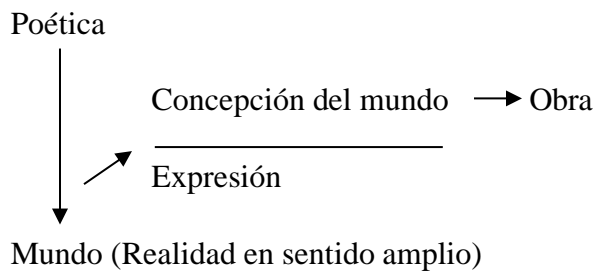 Poética
Concepción del mundo Obra
Expresión
Mundo (Realidad en sentido amplio)